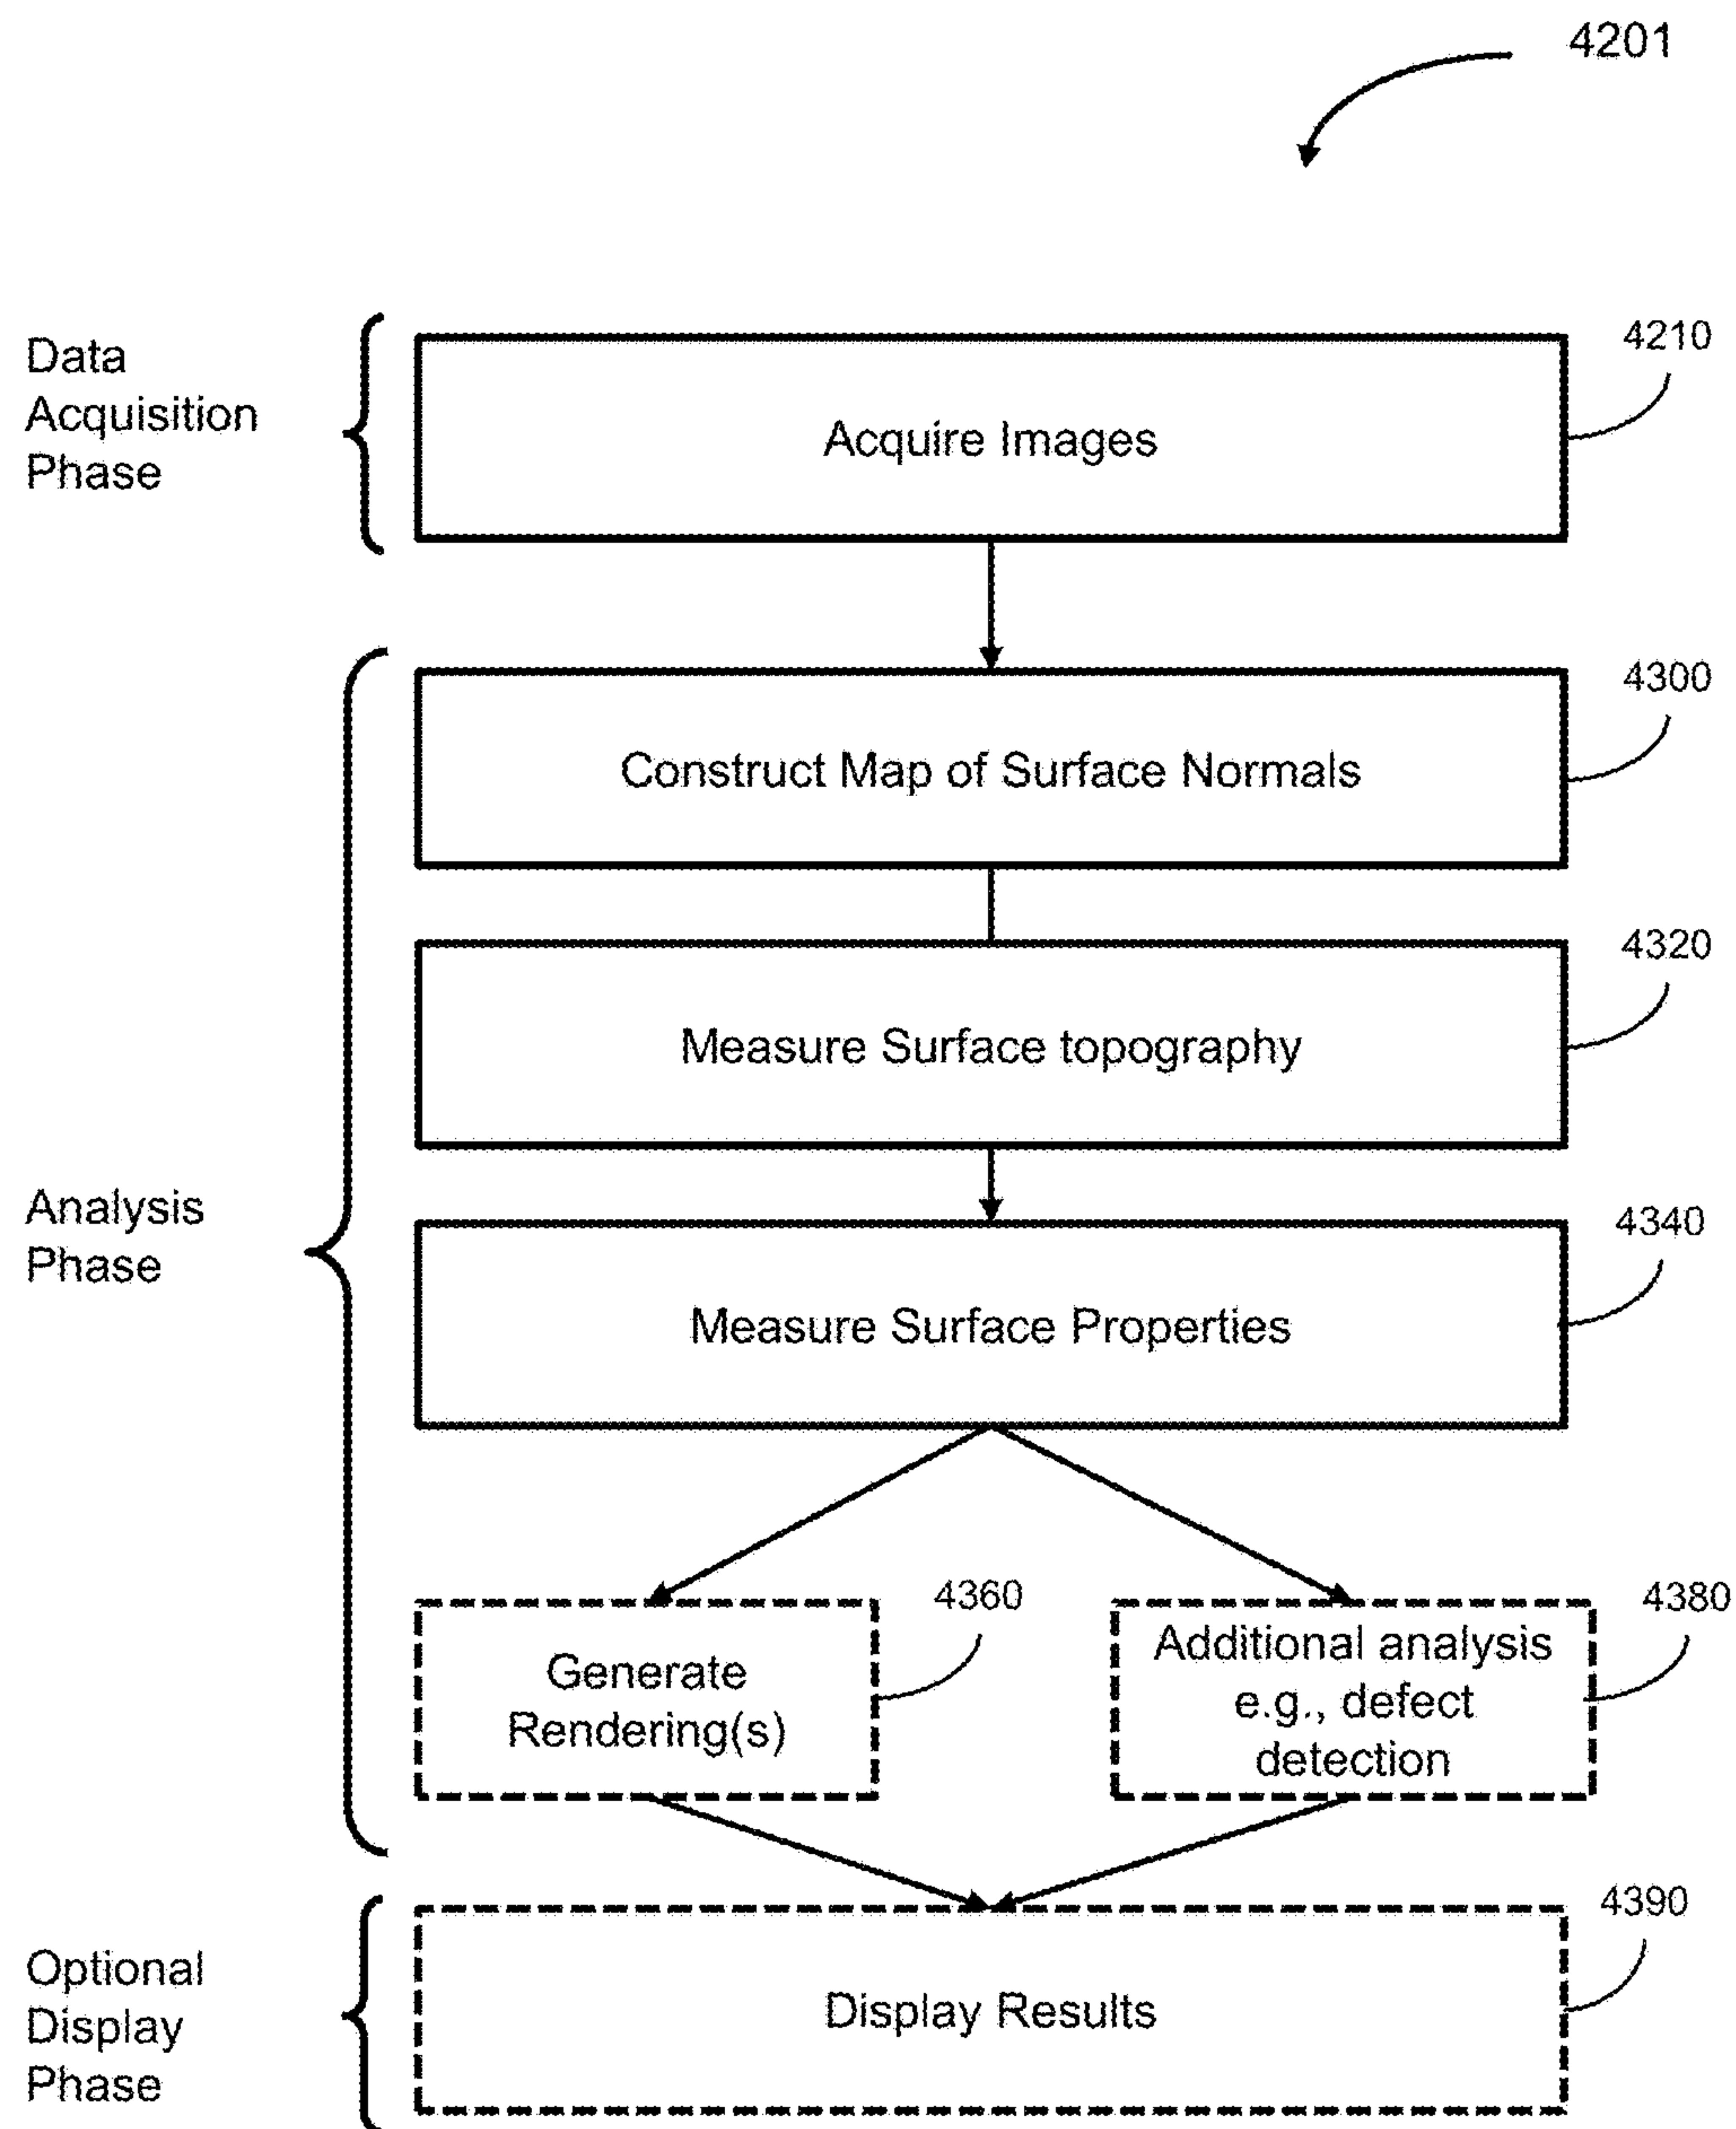 4201
Data
Acquisition
Phase
4210
Acquire Images
4300
Construct Map of Surface Normals
4320
Measure Surface topography
Analysis
Phase
4340
Measure Surface Properties
4360
Generate
Rendering(s)
4380
Additional analysis
e.g., defect
detection
4390
Optional
Display
Phase
Display Results